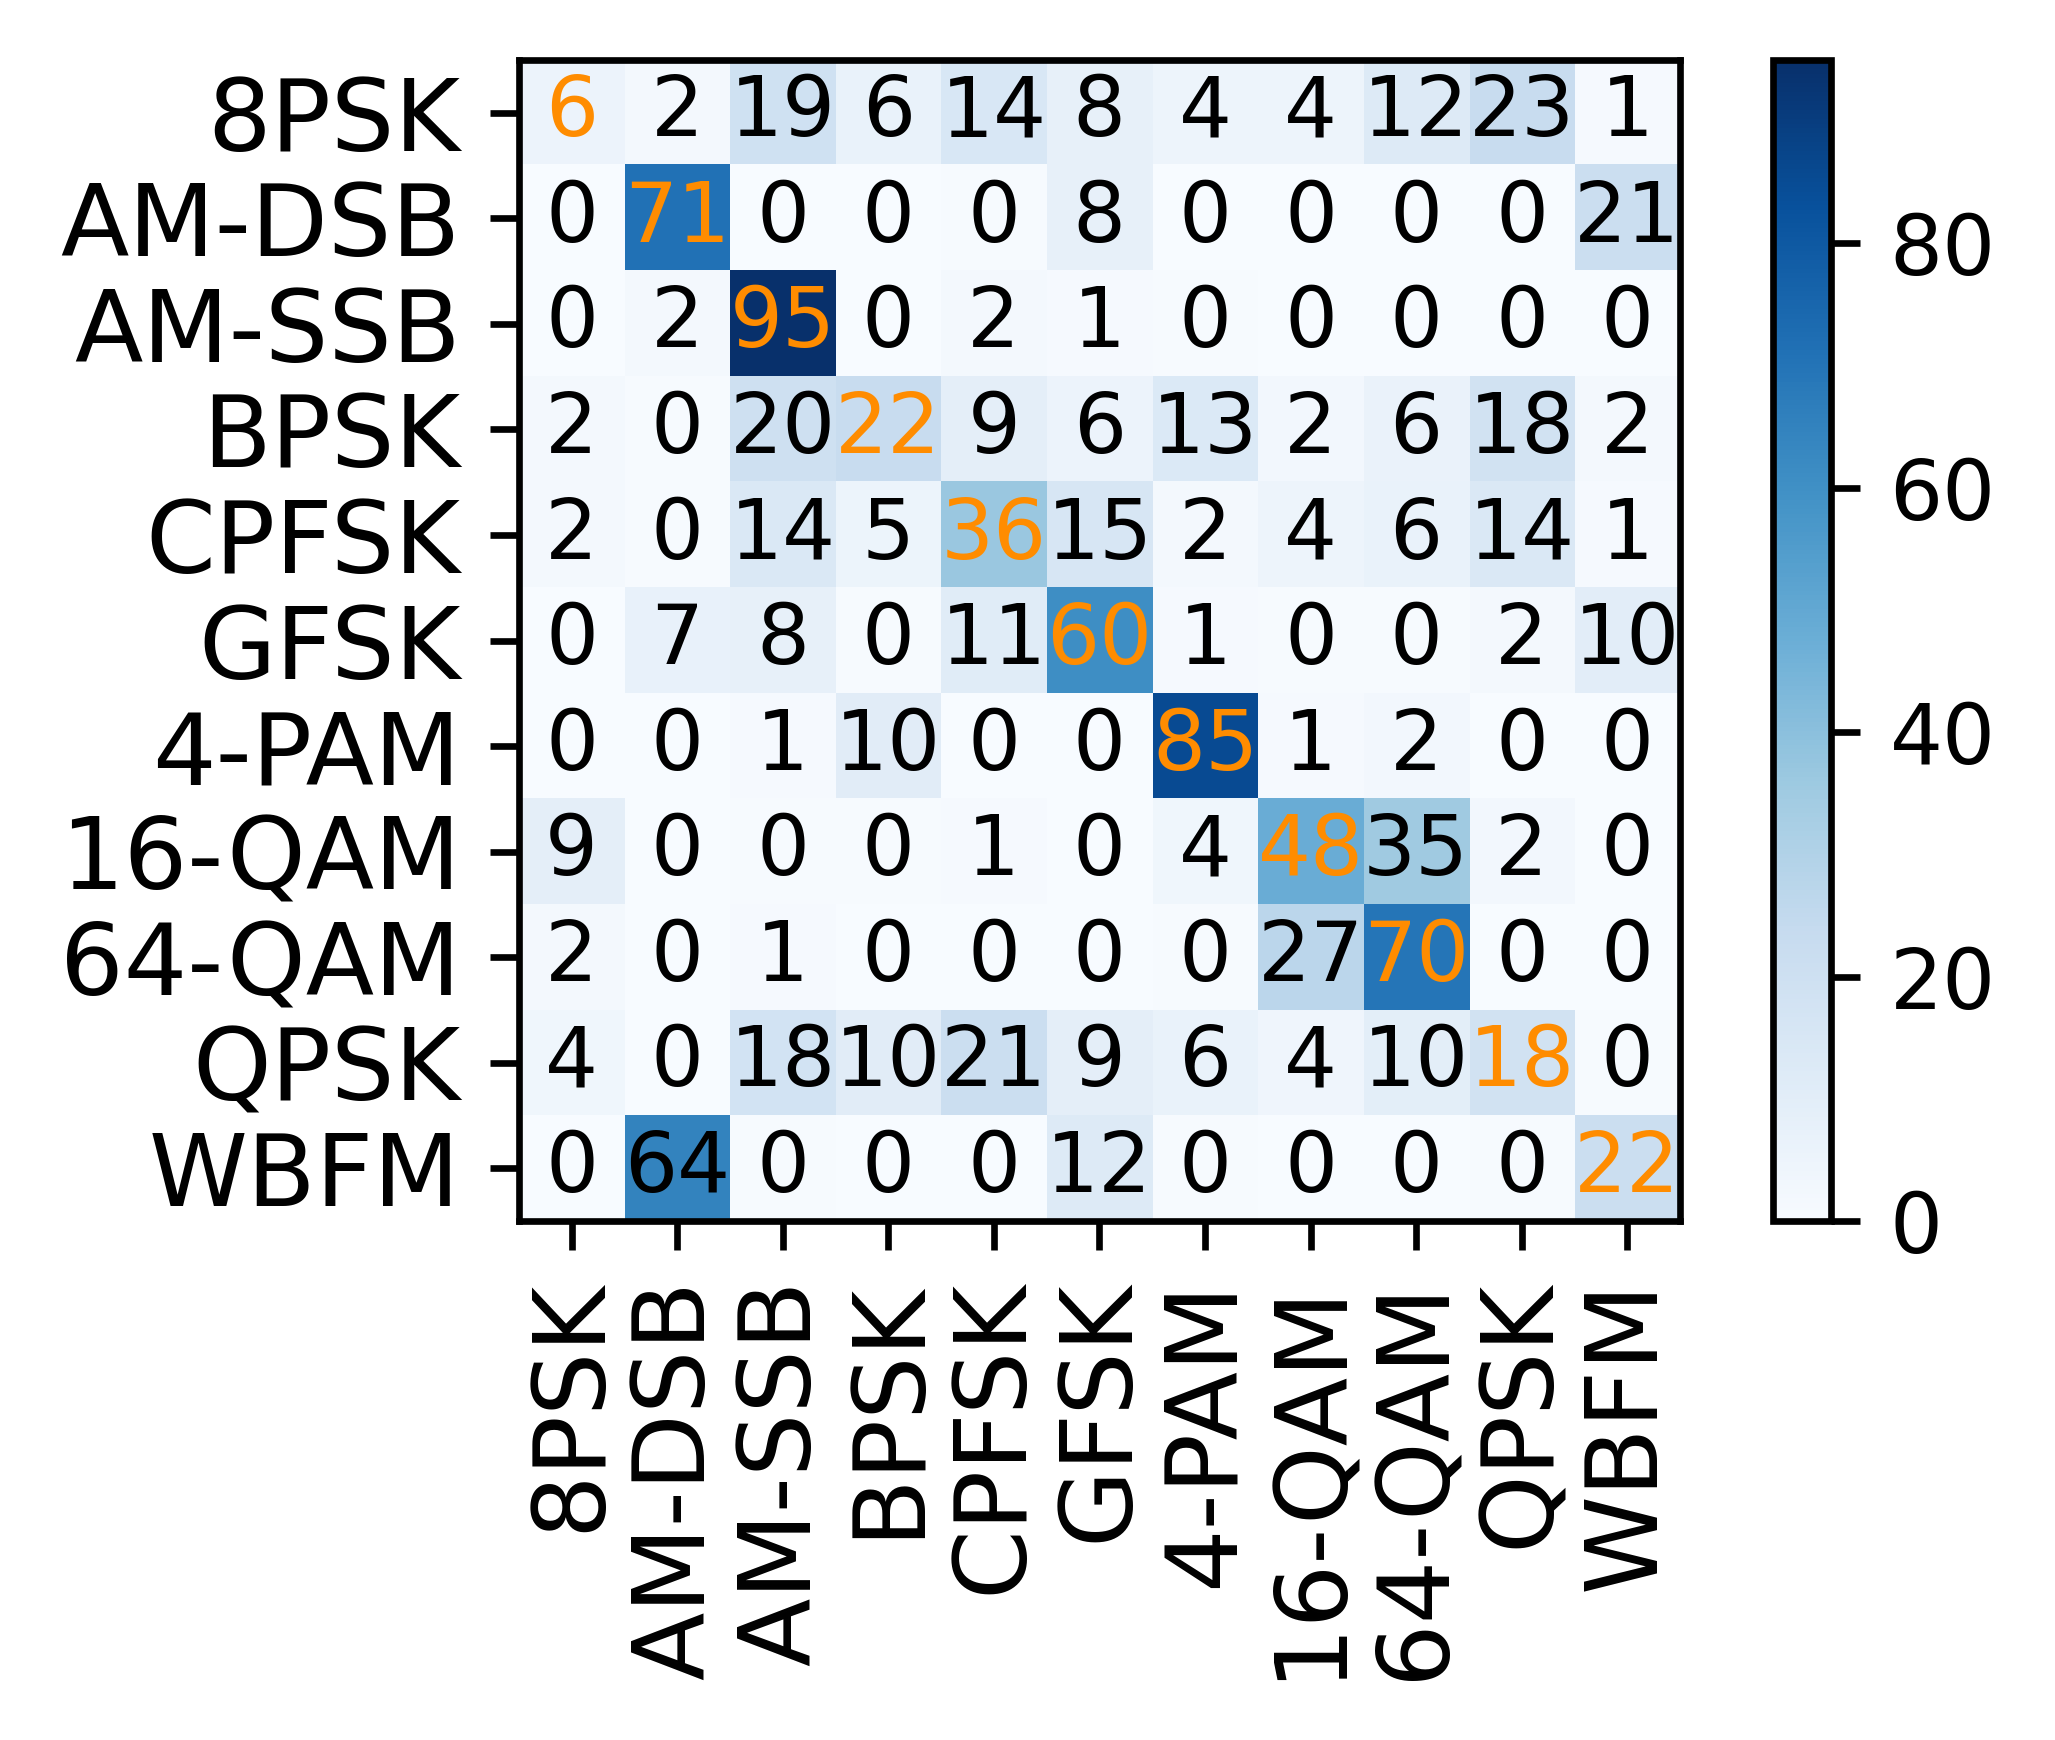 8PSK 6 2 19 6 14 8 4 4 12 23 1
AM-DSB 0 71 0 0 0 8 0 0 0 0 21
AM-SSB 0 2 95 0 2 1 0 0 0 0 0
BPSK 2 0 20 22 9 6 13 2 6 18 2
CPFSK 2 0 14 5 36 15 2 4 6 14 1
GFSK 0 7 8 0 11 60 1 0 0 2 10
4-PAM 0 0 1 10 0 0 85 1 2 0 0
16-QAM 9 0 0 0 1 0 4 48 35 2 0
64-QAM 2 0 1 0 0 0 0 27 70 0 0
QPSK 4 0 18 10 21 9 6 4 10 18 0
WBFM 0 64 0 0 0 12 0 0 0 0 22
8PSK
AM-DSB
AM-SSB
BPSK
CPFSK
GFSK
4-PAM
16-QAM
64-QAM
QPSK
WBFM
80
60
40
20
0